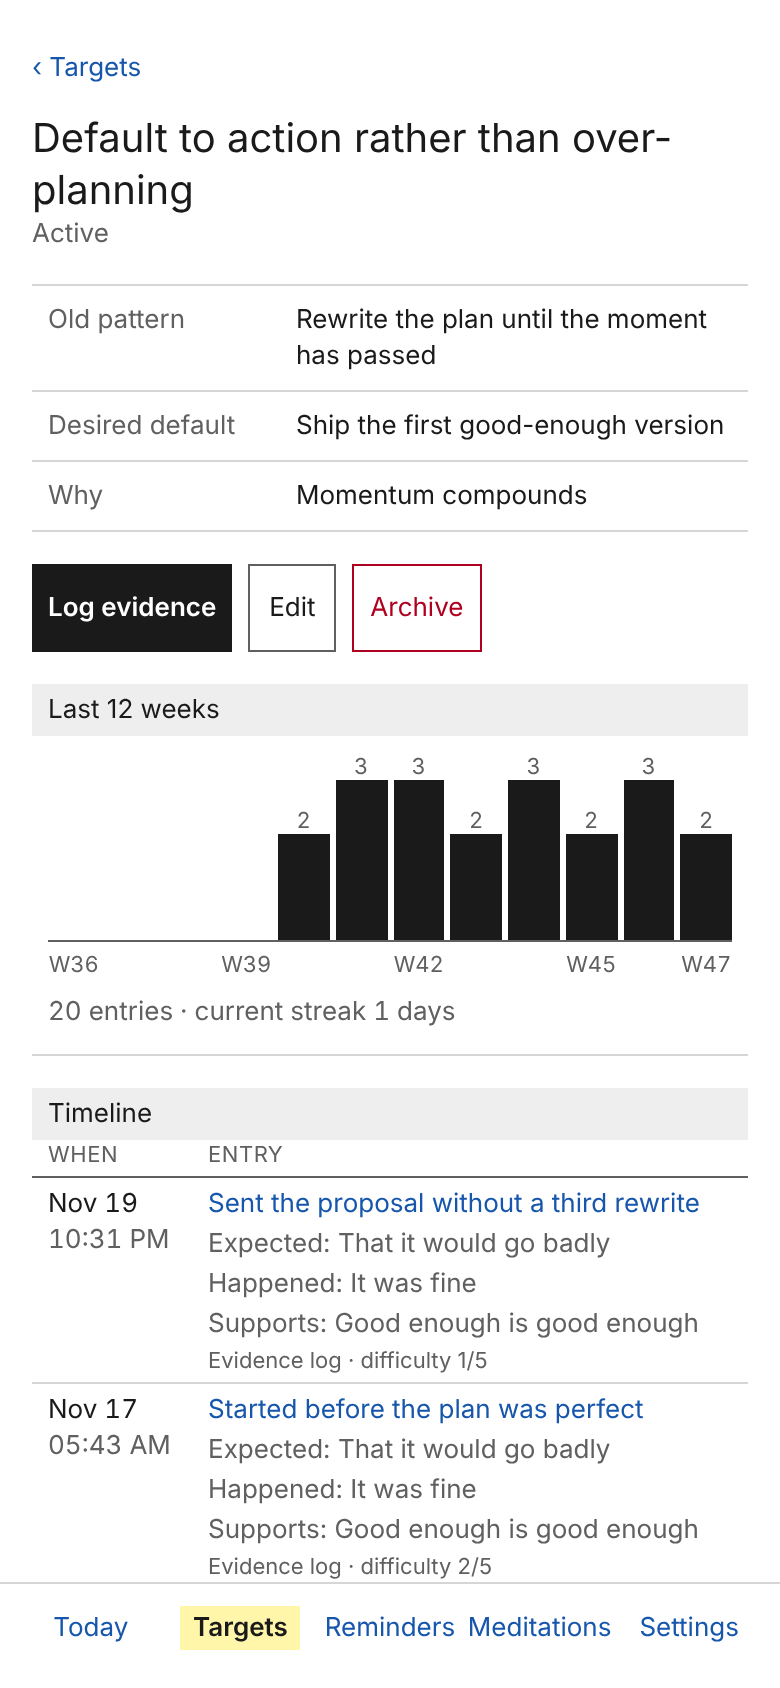 ‹ Targets
Default to action rather than over-
planning
Active
Old pattern
Rewrite the plan until the moment
has passed
Desired default
Ship the first good-enough version
Why
Momentum compounds
Log evidence
Edit
Archive
Last 12 weeks
2 3 3 2 3 2 3 2
W36 W39 W42 W45 W47
20 entries · current streak 1 days
Timeline
WHEN ENTRY
Nov 19
10:31 PM
Sent the proposal without a third rewrite
Expected: That it would go badly
Happened: It was fine
Supports: Good enough is good enough
Evidence log · difficulty 1/5
Nov 17
05:43 AM
Started before the plan was perfect
Expected: That it would go badly
Happened: It was fine
Supports: Good enough is good enough
Evidence log · difficulty 2/5
Today Targets Reminders Meditations Settings